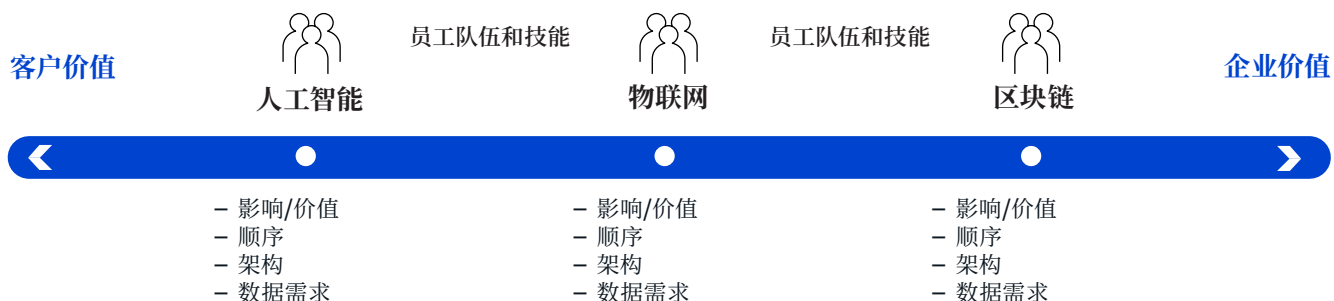 员工队伍和技能
员工队伍和技能
客户价值
企业价值
人工智能
物联网
区块链
– 影响/价值
– 顺序
– 架构
– 数据需求
– 影响/价值
– 顺序
– 架构
– 数据需求
– 影响/价值
– 顺序
– 架构
– 数据需求